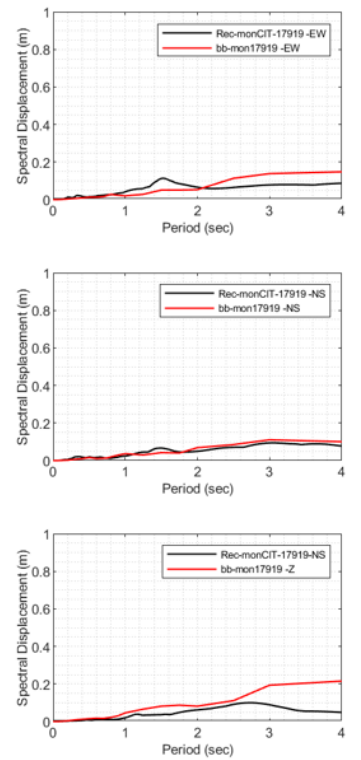 Spectral Displacement (m)
1
0.8
0.6
0.4
0.2
0
Rec-monCIT-17919 -EW
bb-mon17919 -EW
0 1 2 3 4
Period (sec)
Spectral Displacement (m)
1
0.8
0.6
0.4
0.2
0
Rec-monCIT-17919 -NS
bb-mon17919 -NS
0 1 2 3 4
Period (sec)
Spectral Displacement (m)
1
0.8
0.6
0.4
0.2
0
Rec-monCIT-17919-NS
bb-mon17919 -Z
0 1 2 3 4
Period (sec)